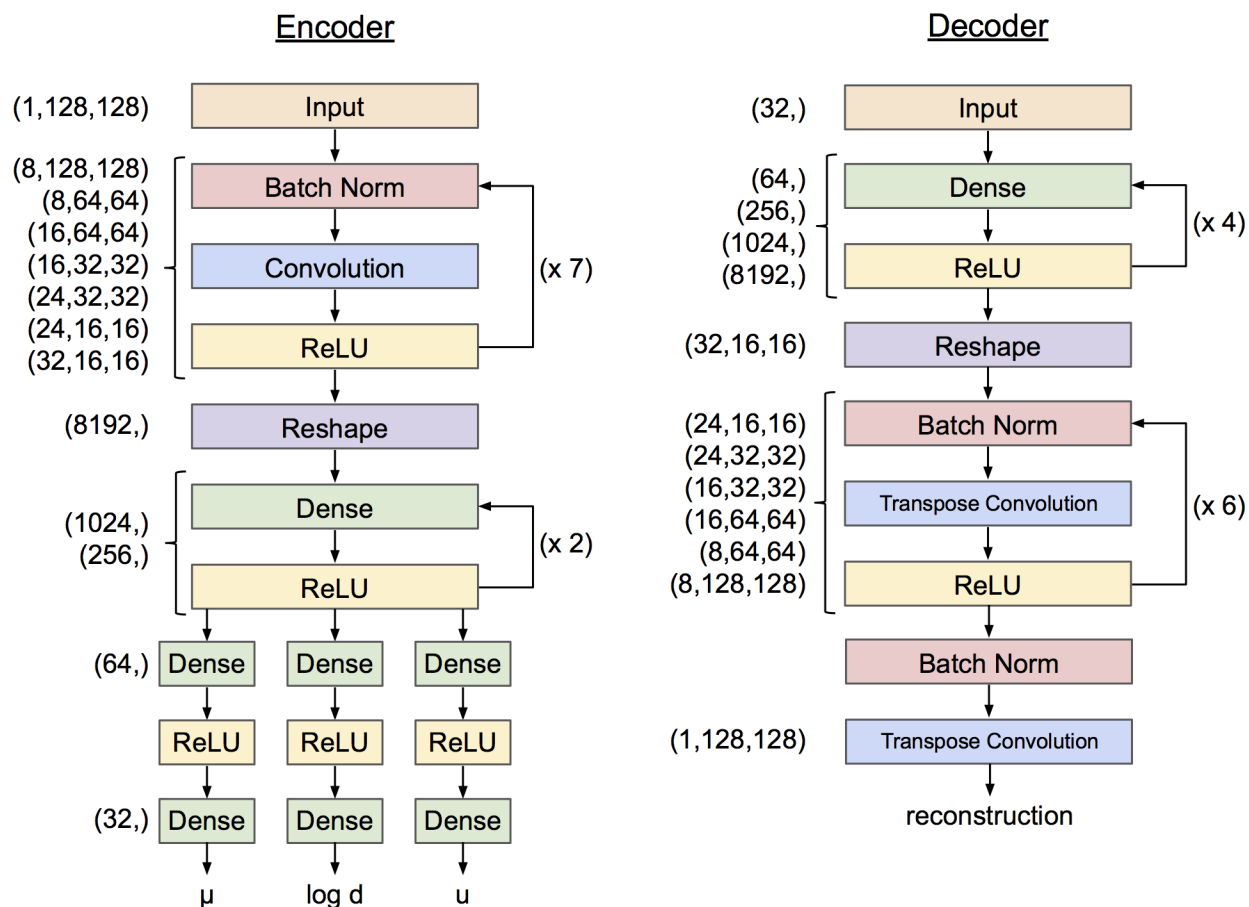 Encoder
(1,128,128)
Input
(8,128,128)
(8,64,64)
(16,64,64)
(16,32,32)
(24,32,32)
(24,16,16)
(32,16,16)
Batch Norm
Convolution
ReLU
(x 7)
(8192,)
Reshape
(1024,)
(256,)
Dense
ReLU
(x 2)
(64,)
Dense Dense Dense
ReLU ReLU ReLU
(32,)
Dense Dense Dense
μ log d u
Decoder
(32,)
Input
(64,)
(256,)
(1024,)
(8192,)
Dense
ReLU
(x 4)
(32,16,16)
Reshape
(24,16,16)
(24,32,32)
(16,32,32)
(16,64,64)
(8,64,64)
(8,128,128)
Batch Norm
Transpose Convolution
ReLU
(x 6)
Batch Norm
(1,128,128)
Transpose Convolution
reconstruction